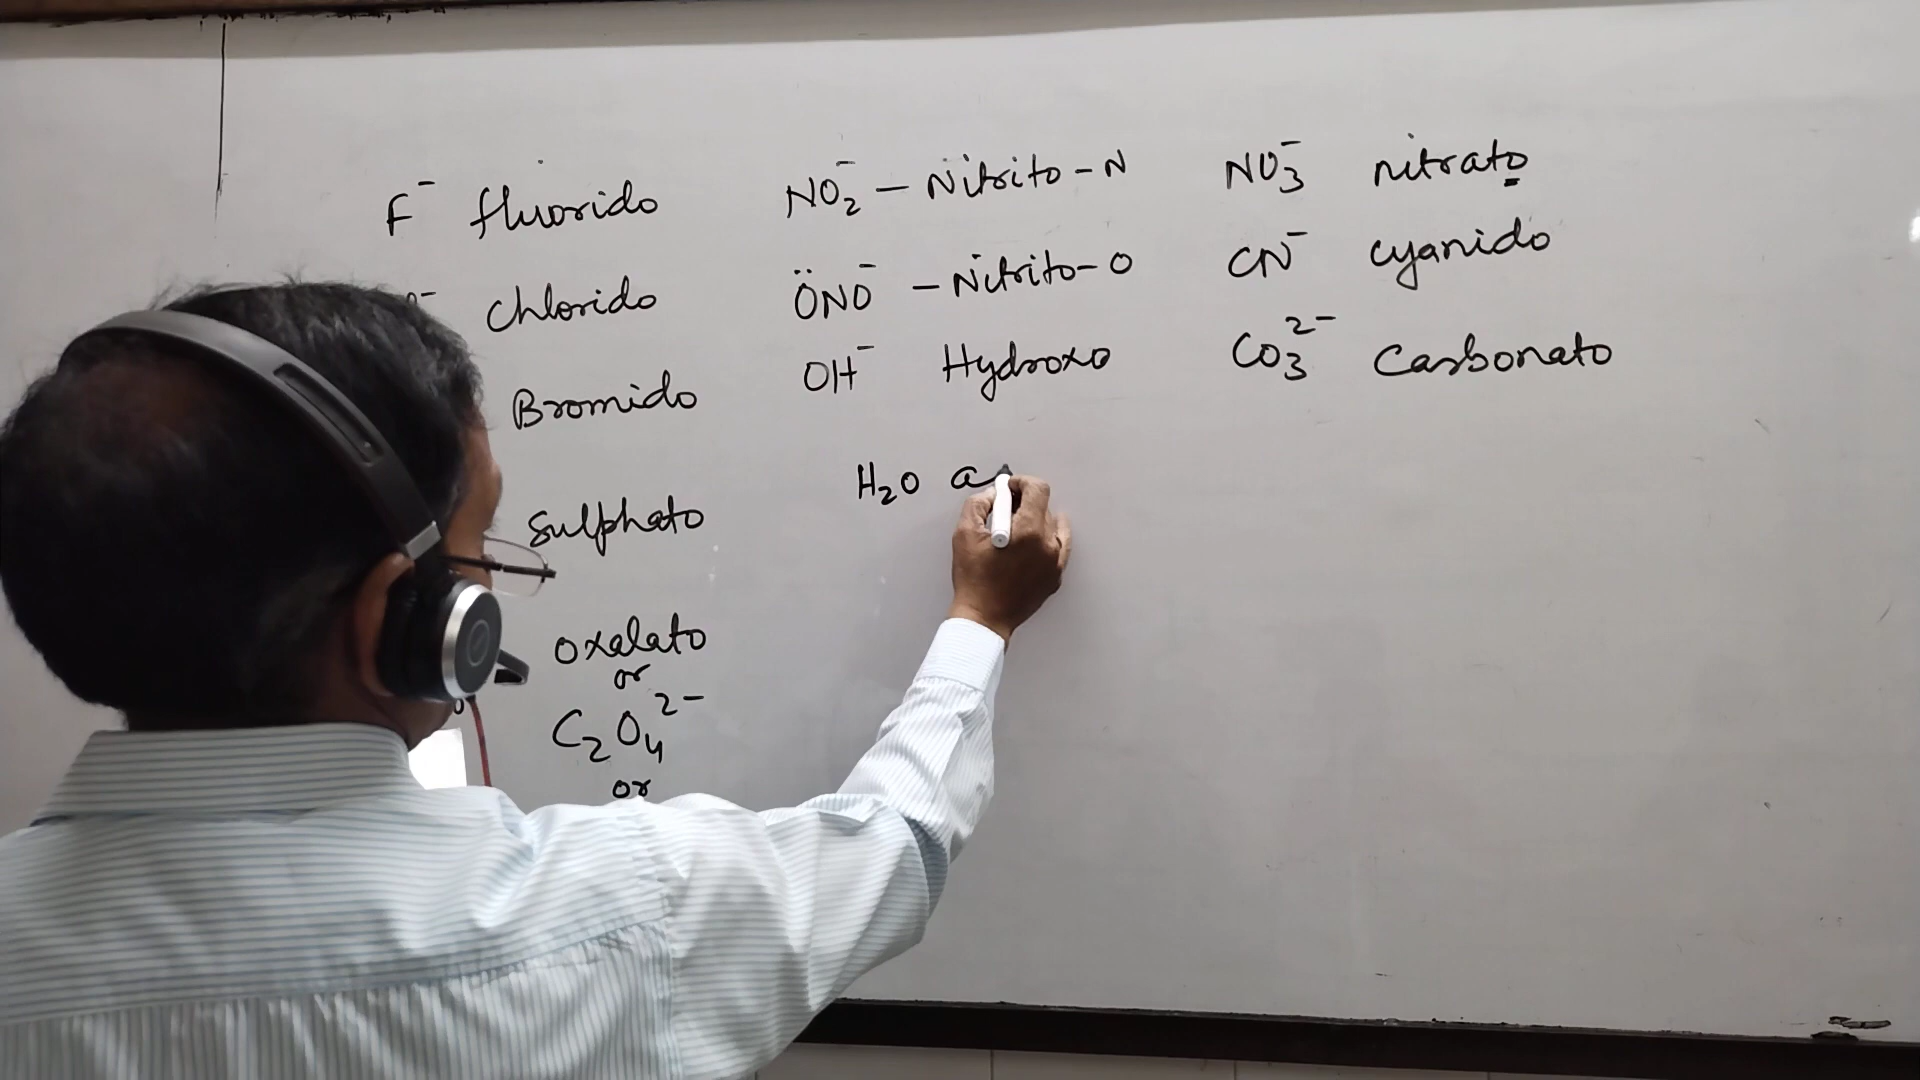 F⁻ fluorido
Chlorido
Bromido
Sulphato
oxalato
or
C₂O₄²⁻
or
NO₂⁻ – Nitrito-N
ÖNO⁻ – Nitrito-O
OH⁻ Hydroxo
H₂O a
NO₃⁻ nitrato
CN⁻ cyanido
CO₃²⁻ Carbonato